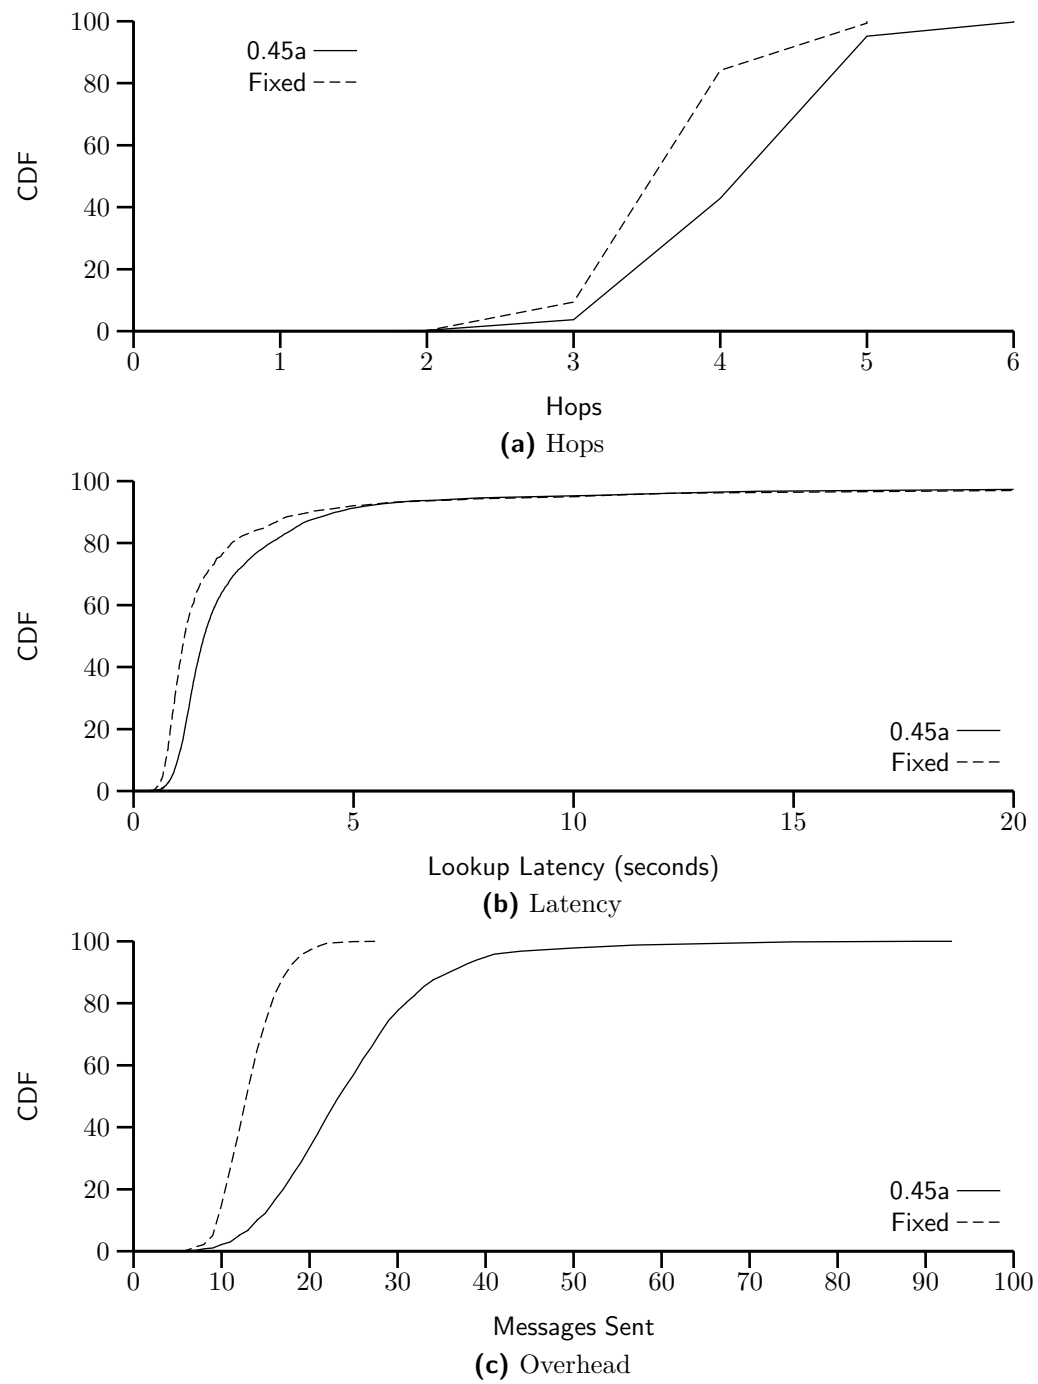 100
80
60
40
20
0
CDF
0.45a
Fixed
0 1 2 3 4 5 6
Hops
(a) Hops
100
80
60
40
20
0
CDF
0.45a
Fixed
0 5 10 15 20
Lookup Latency (seconds)
(b) Latency
100
80
60
40
20
0
CDF
0.45a
Fixed
0 10 20 30 40 50 60 70 80 90 100
Messages Sent
(c) Overhead